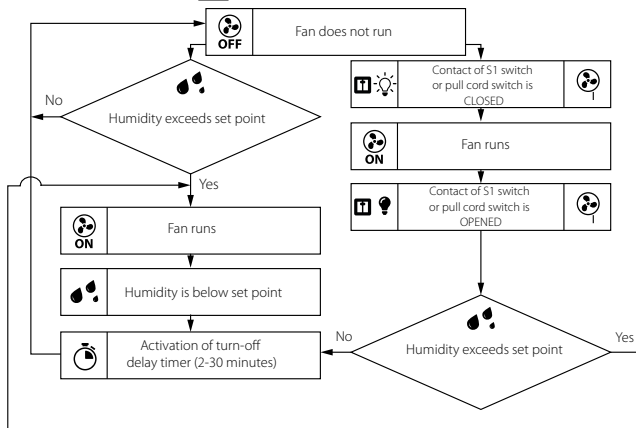 OFF
Fan does not run
No
Humidity exceeds set point
Yes
ON
Fan runs
Humidity is below set point
Activation of turn-off
delay timer (2-30 minutes)
Contact of S1 switch
or pull cord switch is
CLOSED
ON
Fan runs
Contact of S1 switch
or pull cord switch is
OPENED
No
Humidity exceeds set point
Yes